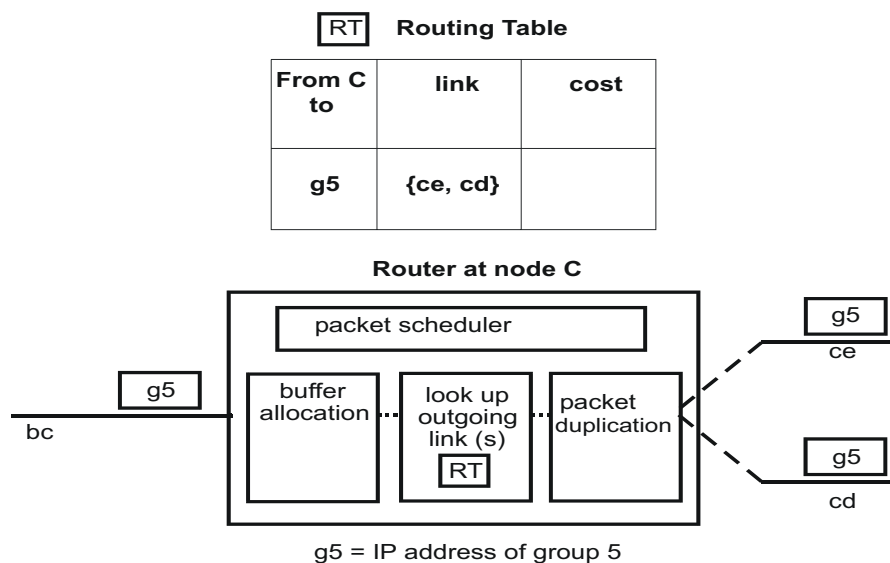 RT Routing Table
From C to
link
cost
g5
{ce, cd}
Router at node C
packet scheduler
g5
bc
buffer
allocation
look up
outgoing
link (s)
RT
packet
duplication
g5
ce
g5
cd
g5 = IP address of group 5